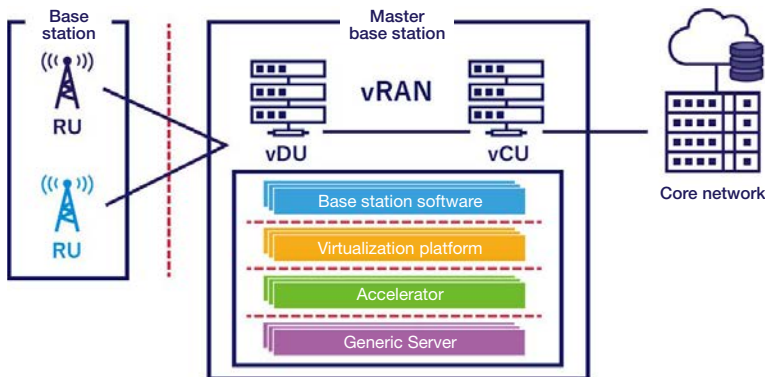 Base
station
RU
RU
Master
base station
vRAN
vDU
vCU
Base station software
Virtualization platform
Accelerator
Generic Server
Core network